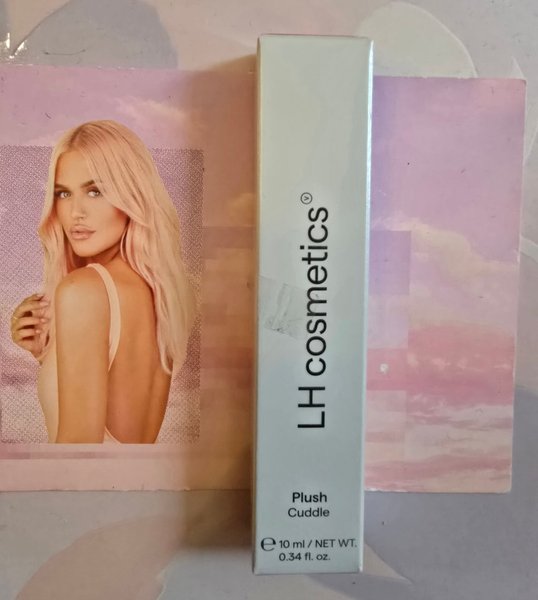 LH cosmetics Ⓥ
Plush
Cuddle
℮ 10 ml / NET WT.
0.34 fl. oz.